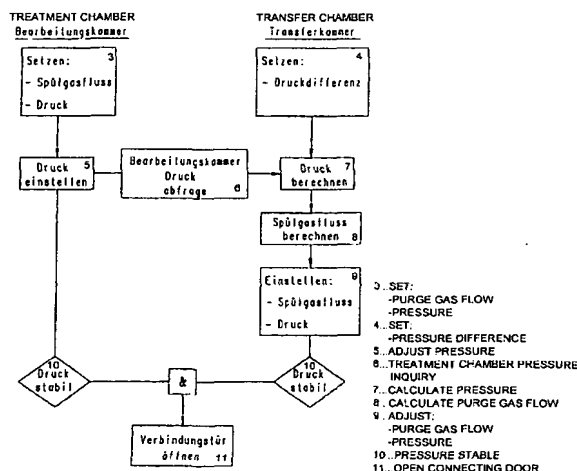 TREATMENT CHAMBER
Bearbeitungskammer
TRANSFER CHAMBER
Transferkammer
3
Setzen:
- Spülgasfluss
- Druck
4
Setzen:
- Druckdifferenz
Druck 5
einstellen
Bearbeitungskammer
Druck
abfrage
6
Druck 7
berechnen
Spülgasfluss
berechnen 8
9
Einstellen:
- Spülgasfluss
- Druck
10
Druck
stabil
&
10
Druck
stabil
Verbindungstür
öffnen 11
3..SET:
-PURGE GAS FLOW
-PRESSURE
4..SET:
-PRESSURE DIFFERENCE
5..ADJUST PRESSURE
6..TREATMENT CHAMBER PRESSURE
INQUIRY
7..CALCULATE PRESSURE
8..CALCULATE PURGE GAS FLOW
9..ADJUST:
-PURGE GAS FLOW
-PRESSURE
10..PRESSURE STABLE
11..OPEN CONNECTING DOOR